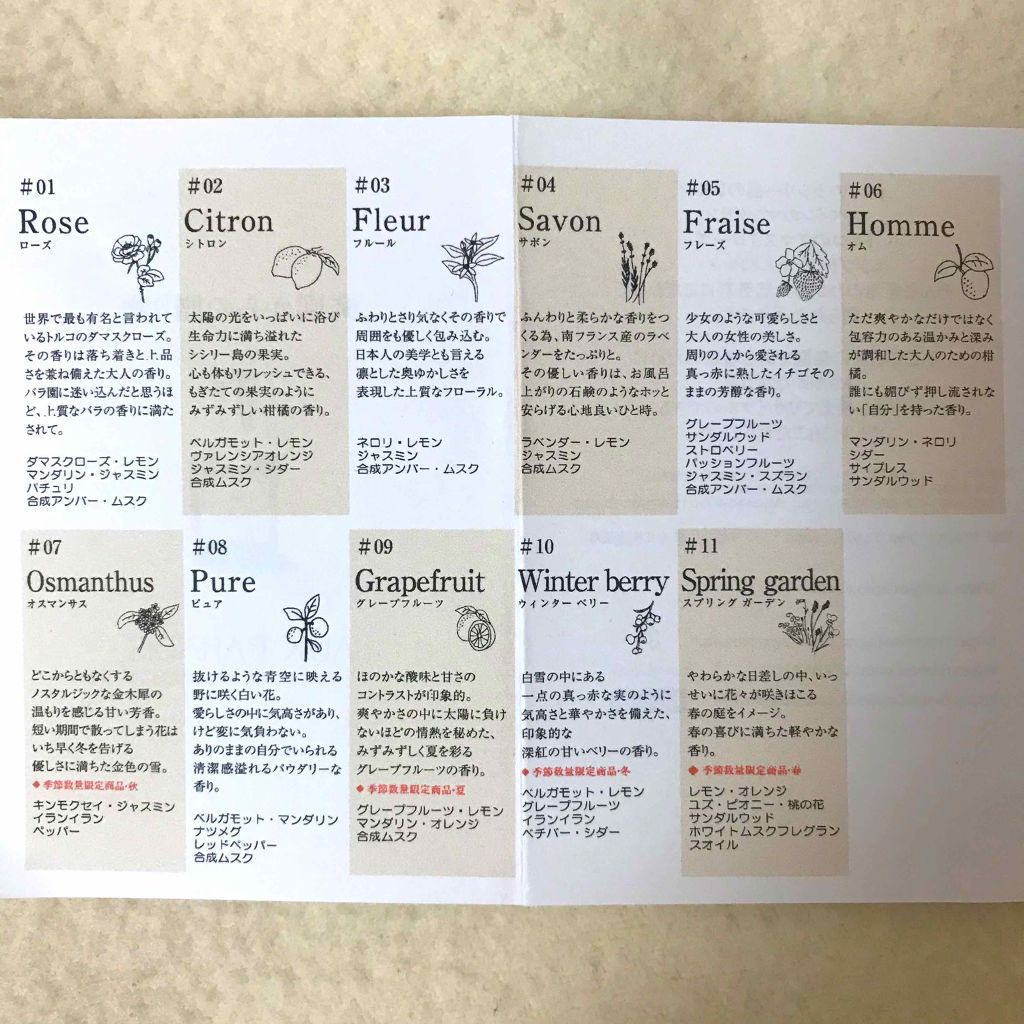 #01
Rose
ローズ
世界で最も有名と言われて
いるトルコのダマスクローズ。
その香りは落ち着きと上品
さを兼ね備えた大人の香り。
バラ園に迷い込んだと思うほ
ど、上質なバラの香りに満た
されて。
ダマスクローズ・レモン
マンダリン・ジャスミン
パチュリ
合成アンバー・ムスク
#02
Citron
シトロン
太陽の光をいっぱいに浴び
生命力に満ち溢れた
シシリー島の果実。
心も体もリフレッシュできる、
もぎたての果実のように
みずみずしい柑橘の香り。
ベルガモット・レモン
ヴァレンシアオレンジ
ジャスミン・シダー
合成ムスク
#03
Fleur
フルール
ふわりとさり気なくその香りで
周囲をも優しく包み込む。
日本人の美学とも言える
凛とした奥ゆかしさを
表現した上質なフローラル。
ネロリ・レモン
ジャスミン
合成アンバー・ムスク
#04
Savon
サボン
ふんわりと柔らかな香りをつ
くる為、南フランス産のラベ
ンダーをたっぷりと。
その優しい香りは、お風呂
上がりの石鹸のようなホッと
安らげる心地良いひと時。
ラベンダー・レモン
ジャスミン
合成ムスク
#05
Fraise
フレーズ
少女のような可愛らしさと
大人の女性の美しさ。
周りの人から愛される
真っ赤に熟したイチゴその
ままの芳醇な香り。
グレープフルーツ
サンダルウッド
ストロベリー
パッションフルーツ
ジャスミン・スズラン
合成アンバー・ムスク
#06
Homme
オム
ただ爽やかなだけではなく
包容力のある温かみと深み
が調和した大人のための柑
橘。
誰にも媚びず押し流されな
い「自分」を持った香り。
マンダリン・ネロリ
シダー
サイプレス
サンダルウッド
#07
Osmanthus
オスマンサス
どこからともなくする
ノスタルジックな金木犀の
温もりを感じる甘い芳香。
短い期間で散ってしまう花は
いち早く冬を告げる
優しさに満ちた金色の雪。
◆季節数量限定商品・秋
キンモクセイ・ジャスミン
イランイラン
ペッパー
#08
Pure
ピュア
抜けるような青空に映える
野に咲く白い花。
愛らしさの中に気高さがあり、
けど変に気負わない。
ありのままの自分でいられる
清潔感溢れるパウダリーな
香り。
ベルガモット・マンダリン
ナツメグ
レッドペッパー
合成ムスク
#09
Grapefruit
グレープフルーツ
ほのかな酸味と甘さの
コントラストが印象的。
爽やかさの中に太陽に負け
ないほどの情熱を秘めた、
みずみずしく夏を彩る
グレープフルーツの香り。
◆季節数量限定商品・夏
グレープフルーツ・レモン
マンダリン・オレンジ
合成ムスク
#10
Winter berry
ウィンター ベリー
白雪の中にある
一点の真っ赤な実のように
気高さと華やかさを備えた、
印象的な
深紅の甘いベリーの香り。
◆季節数量限定商品・冬
ベルガモット・レモン
グレープフルーツ
イランイラン
ベチバー・シダー
#11
Spring garden
スプリング ガーデン
やわらかな日差しの中、いっ
せいに花々が咲きほこる
春の庭をイメージ。
春の喜びに満ちた軽やかな
香り。
◆季節数量限定商品・春
レモン・オレンジ
ユズ・ピオニー・桃の花
サンダルウッド
ホワイトムスクフレグラン
スオイル